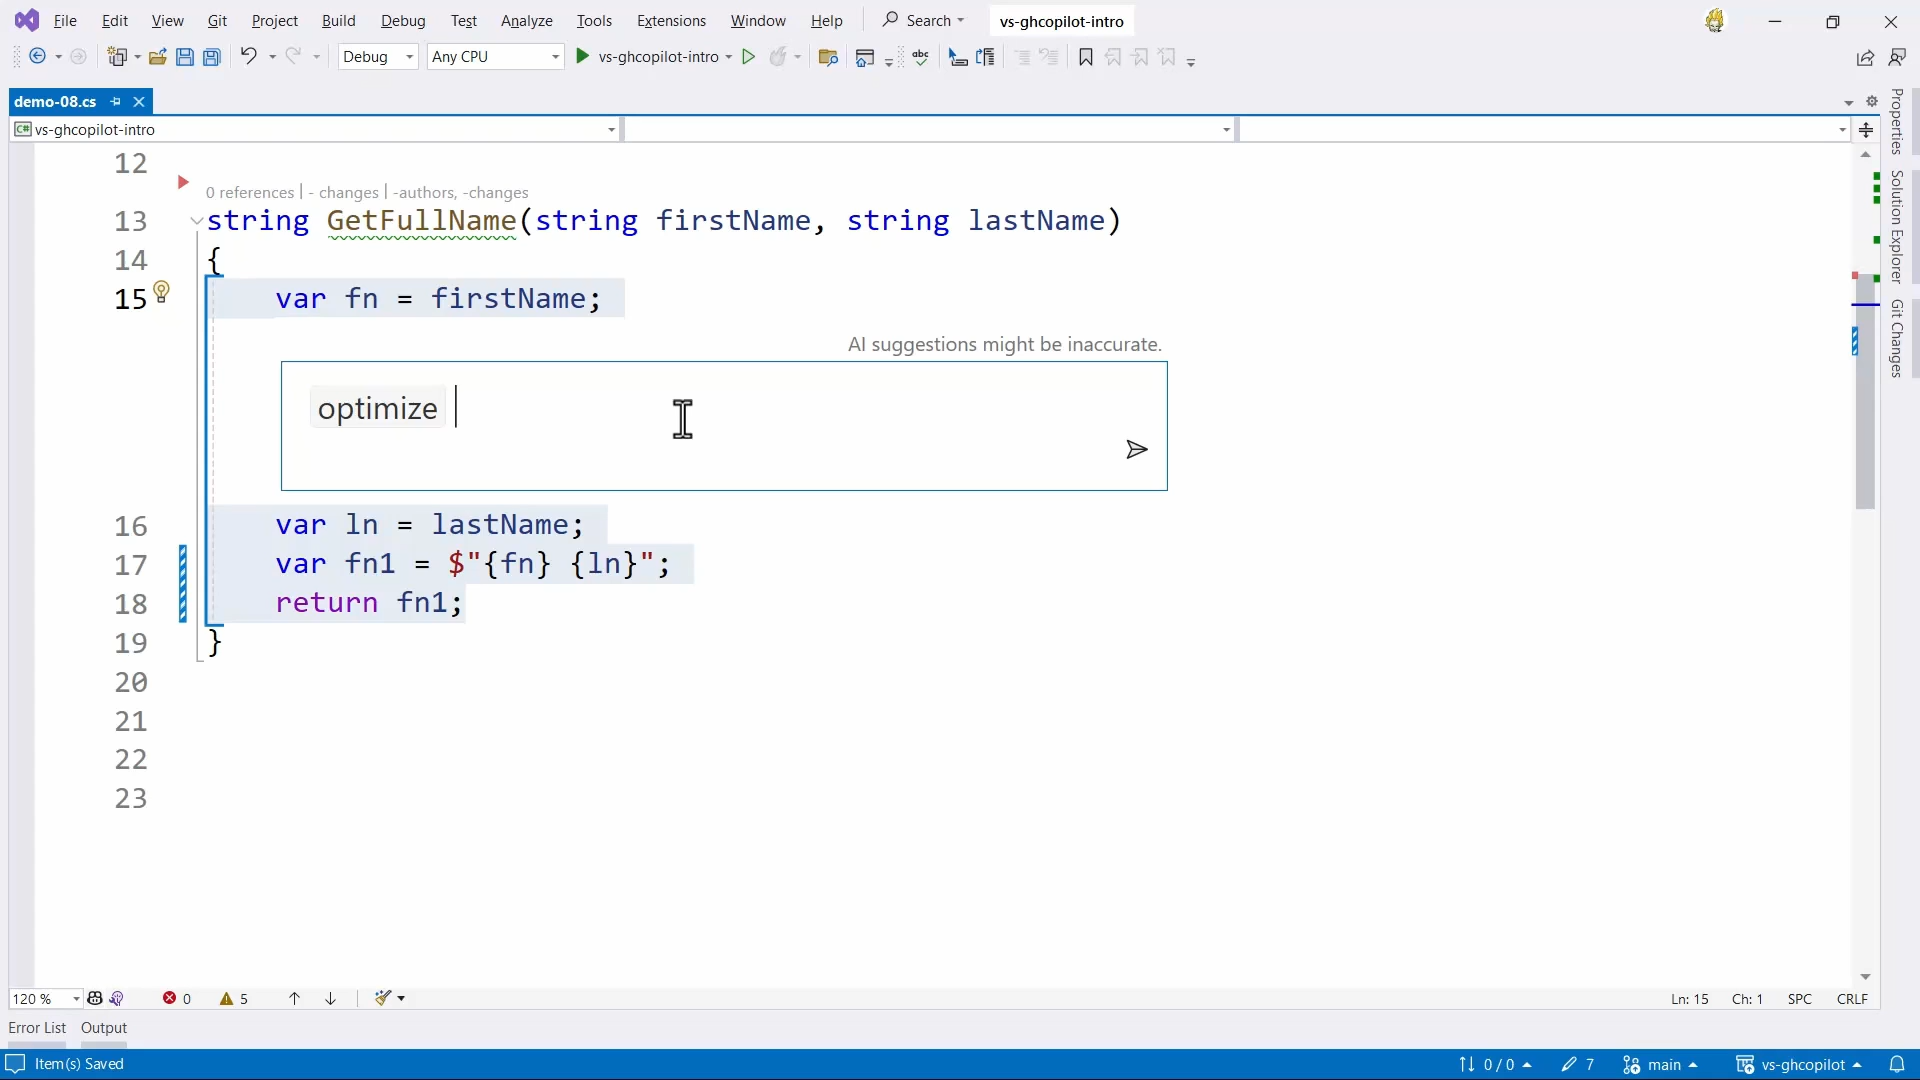 File Edit View Git Project Build Debug Test Analyze Tools Extensions Window Help Search vs-ghcopilot-intro
Debug Any CPU vs-ghcopilot-intro abc
demo-08.cs
C# vs-ghcopilot-intro
12
0 references | - changes | -authors, -changes
13 string GetFullName(string firstName, string lastName)
14 {
15 var fn = firstName;
AI suggestions might be inaccurate.
optimize
16 var ln = lastName;
17 var fn1 = $"{fn} {ln}";
18 return fn1;
19 }
20
21
22
23
Properties
Solution Explorer
Git Changes
120 % 0 5 Ln: 15 Ch: 1 SPC CRLF
Error List Output
Item(s) Saved 0 / 0 7 main vs-ghcopilot